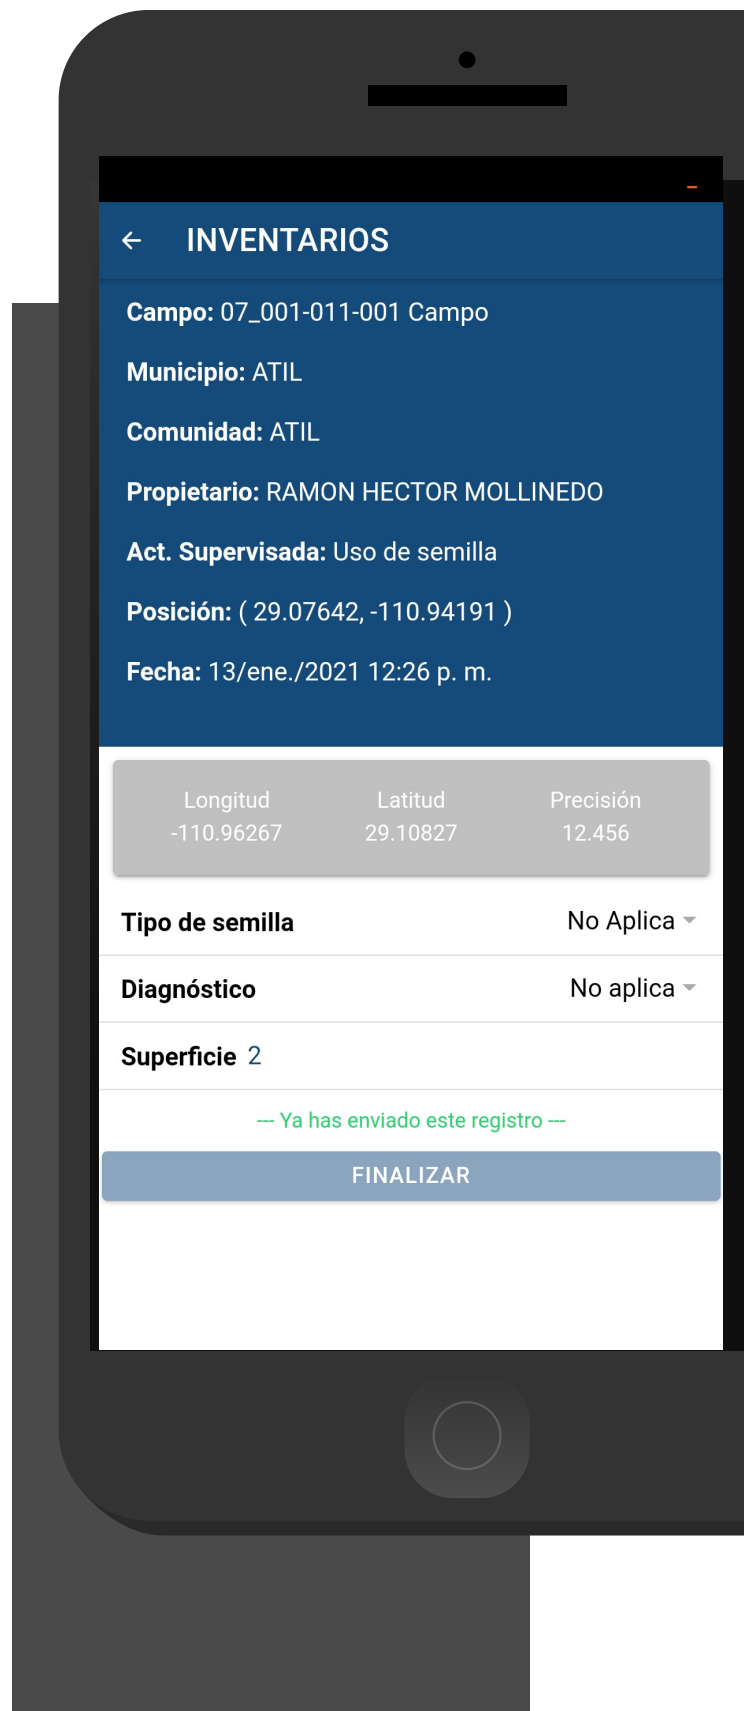 INVENTARIOS
Campo: 07_001-011-001 Campo
Municipio: ATIL
Comunidad: ATIL
Propietario: RAMON HECTOR MOLLINEDO
Act. Supervisada: Uso de semilla
Posición: ( 29.07642, -110.94191 )
Fecha: 13/ene./2021 12:26 p. m.
Longitud Latitud Precisión
-110.96267 29.10827 12.456
Tipo de semilla No Aplica
Diagnóstico No aplica
Superficie 2
--- Ya has enviado este registro ---
FINALIZAR